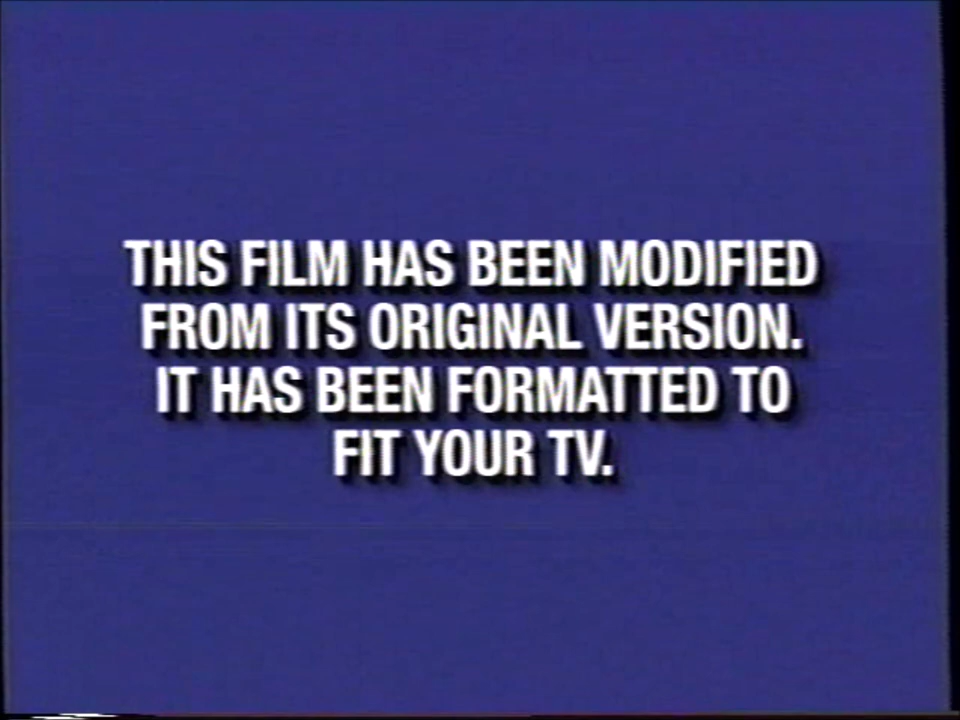 THIS FILM HAS BEEN MODIFIED
FROM ITS ORIGINAL VERSION.
IT HAS BEEN FORMATTED TO
FIT YOUR TV.